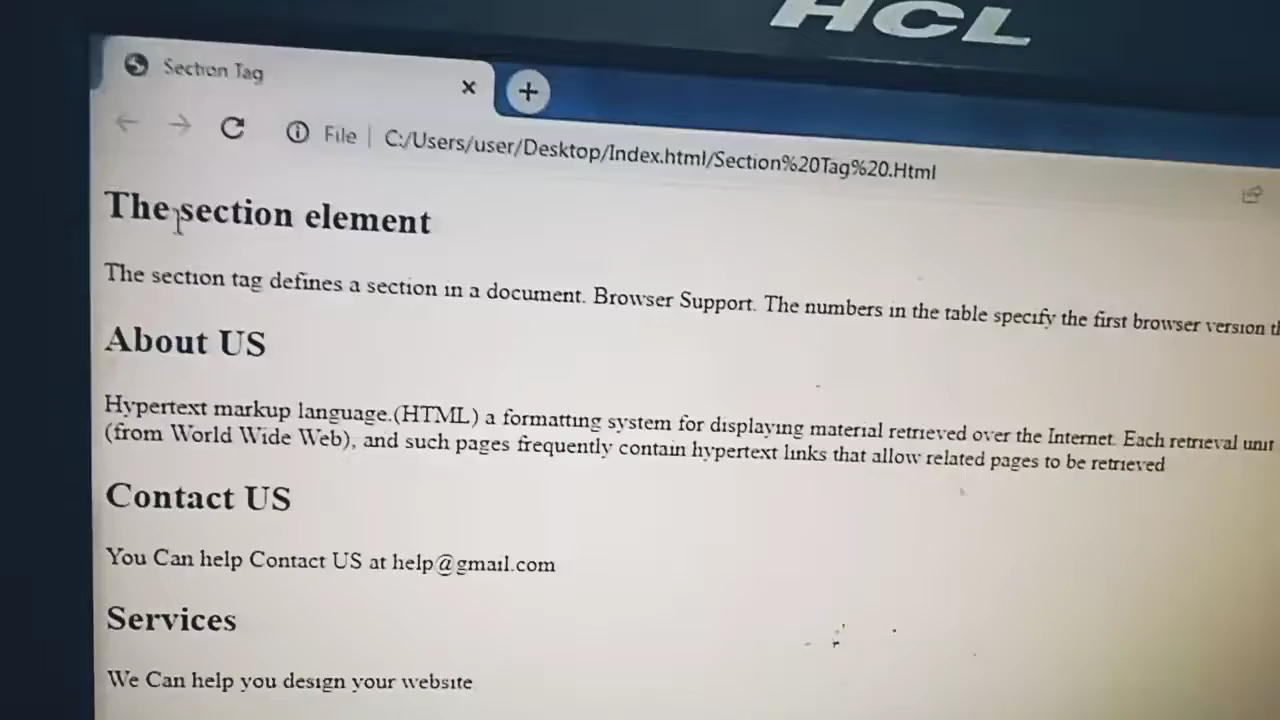 HCL
Section Tag
File | C:/Users/user/Desktop/Index.html/Section%20Tag%20.Html
The section element
The section tag defines a section in a document. Browser Support. The numbers in the table specify the first browser version
About US
Hypertext markup language.(HTML) a formatting system for displaying material retrieved over the Internet. Each retrieval unit
(from World Wide Web), and such pages frequently contain hypertext links that allow related pages to be retrieved
Contact US
You Can help Contact US at help@gmail.com
Services
We Can help you design your website